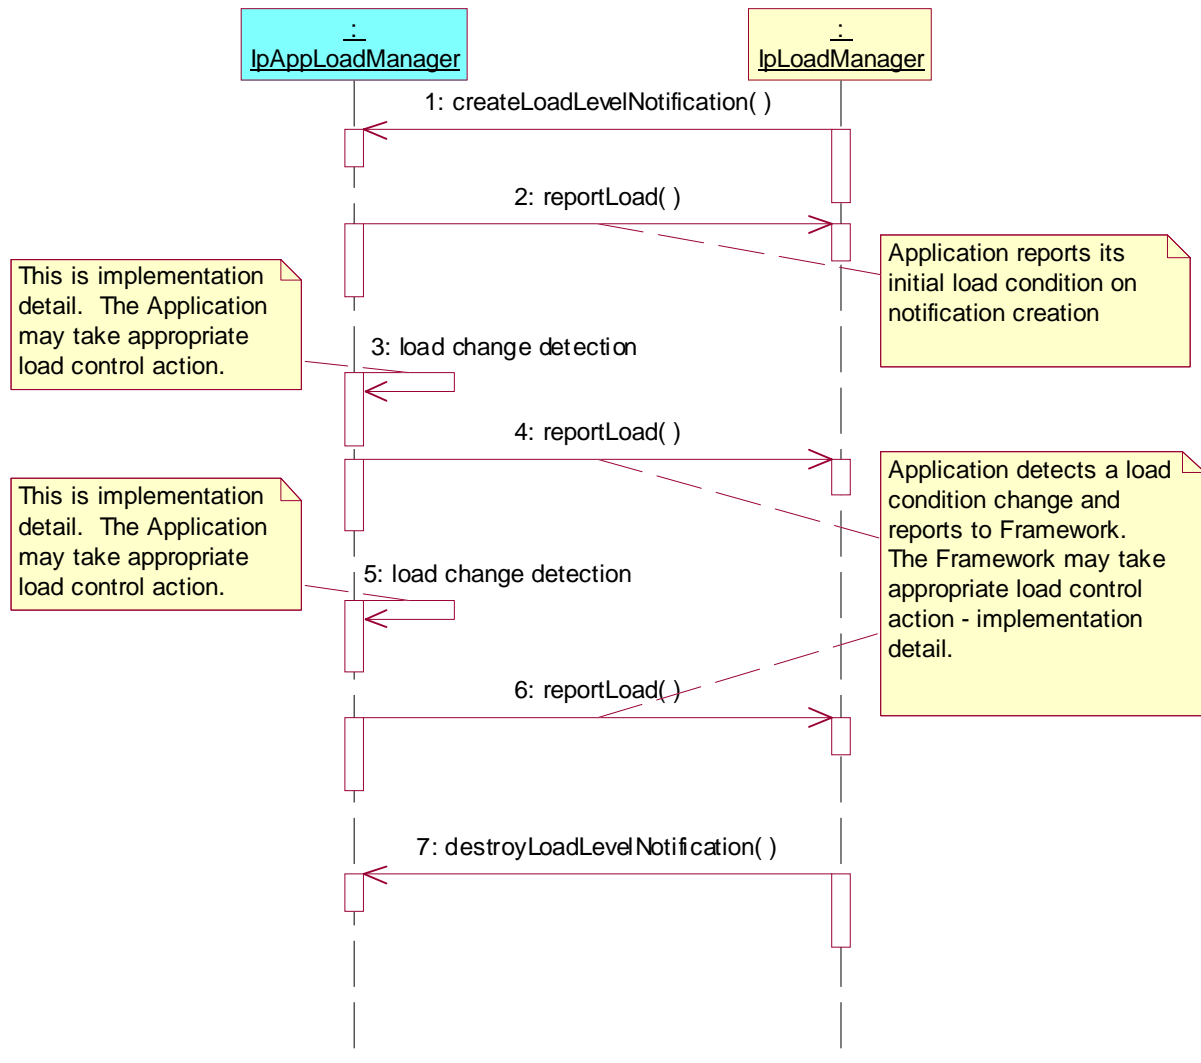 :
IpAppLoadManager
:
IpLoadManager
1: createLoadLevelNotification( )
2: reportLoad( )
Application reports its
initial load condition on
notification creation
This is implementation
detail.  The Application
may take appropriate
load control action.
3: load change detection
4: reportLoad( )
Application detects a load
condition change and
reports to Framework.
The Framework may take
appropriate load control
action - implementation
detail.
This is implementation
detail.  The Application
may take appropriate
load control action.
5: load change detection
6: reportLoad( )
7: destroyLoadLevelNotification( )